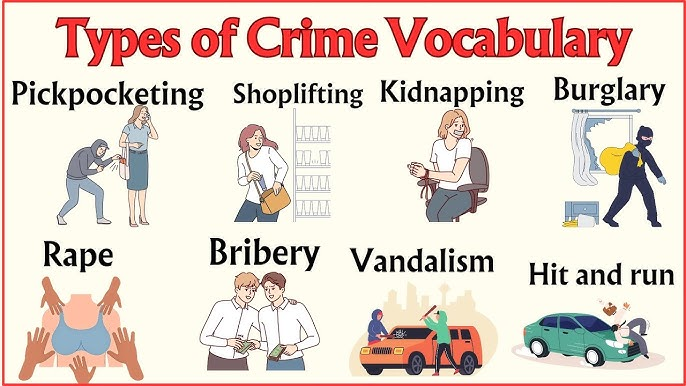 Types of Crime Vocabulary
Pickpocketing Shoplifting Kidnapping Burglary
Rape Bribery Vandalism Hit and run